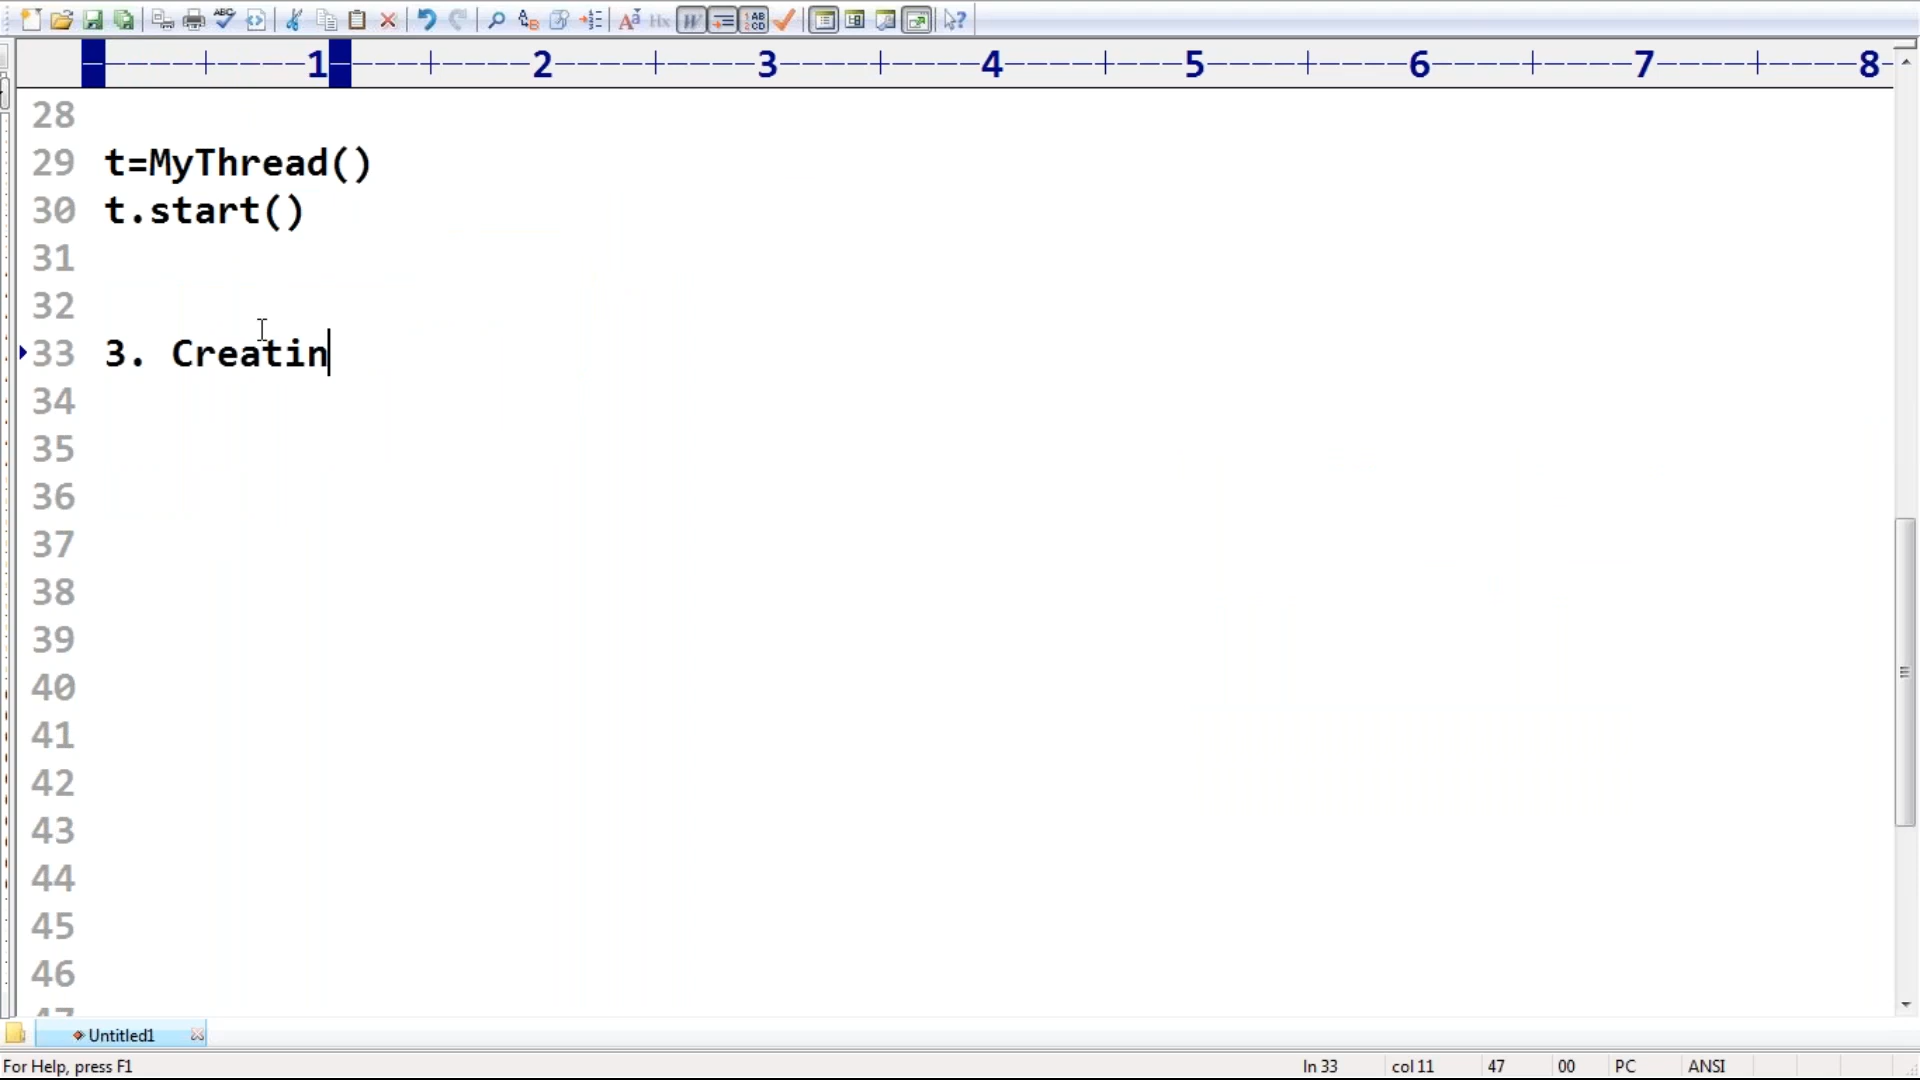 1 2 3 4 5 6 7 8
28
29 t=MyThread()
30 t.start()
31
32
33 3. Creatin
34
35
36
37
38
39
40
41
42
43
44
45
46
47
Untitled1
For Help, press F1 ln 33 col 11 47 00 PC ANSI